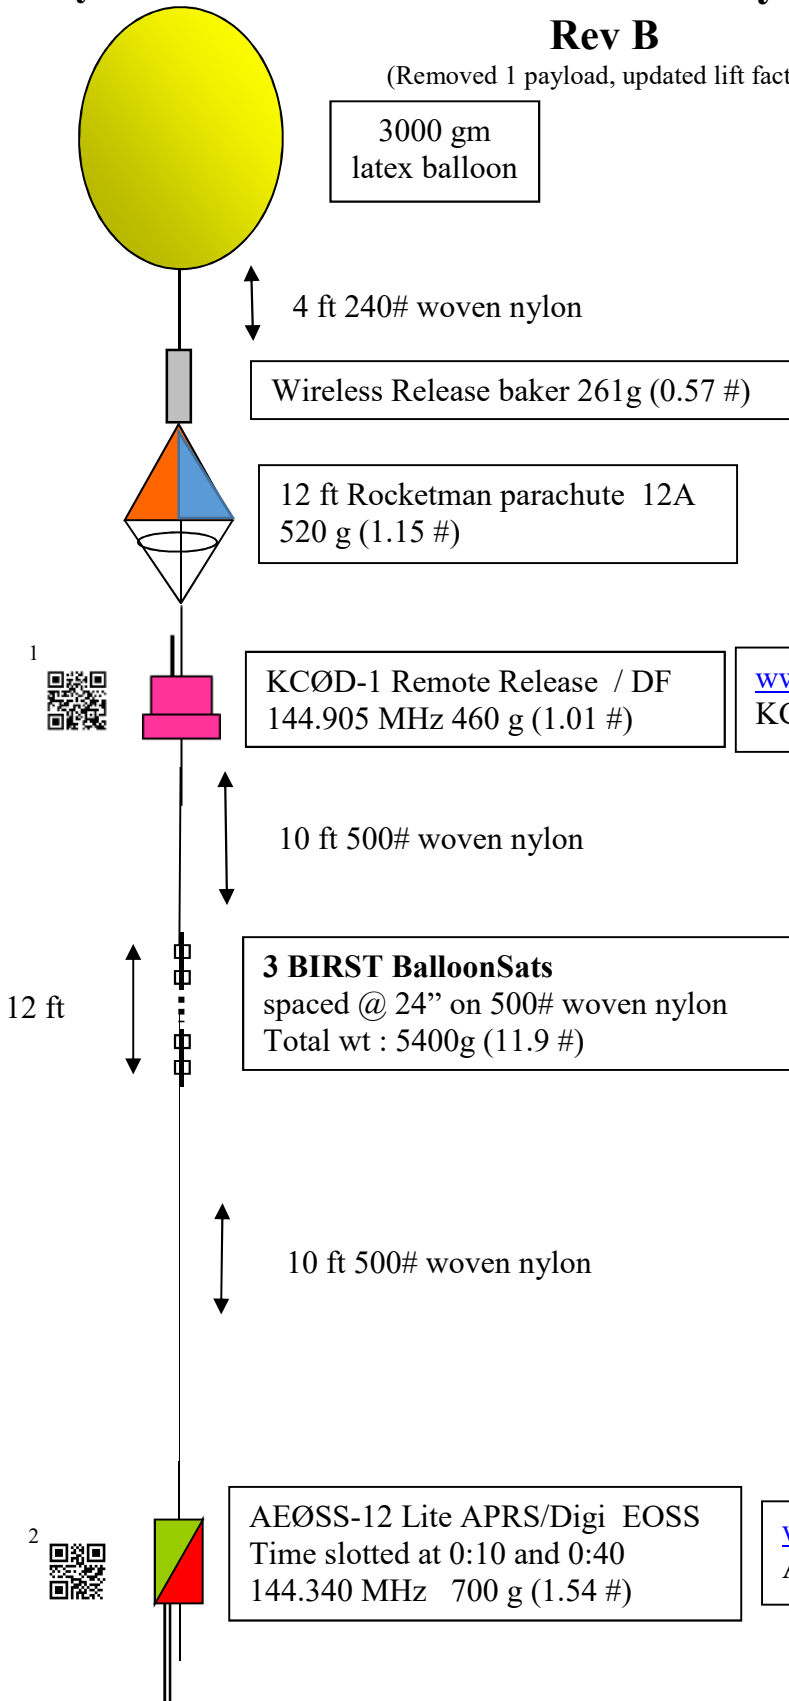 Rev B
(Removed 1 payload, updated lift fact
3000 gm
latex balloon
4 ft 240# woven nylon
Wireless Release baker 261g (0.57 #)
12 ft Rocketman parachute 12A
520 g (1.15 #)
1
KCØD-1 Remote Release / DF
144.905 MHz 460 g (1.01 #)
ww
KC
10 ft 500# woven nylon
12 ft
3 BIRST BalloonSats
spaced @ 24” on 500# woven nylon
Total wt : 5400g (11.9 #)
10 ft 500# woven nylon
2
AEØSS-12 Lite APRS/Digi EOSS
Time slotted at 0:10 and 0:40
144.340 MHz 700 g (1.54 #)